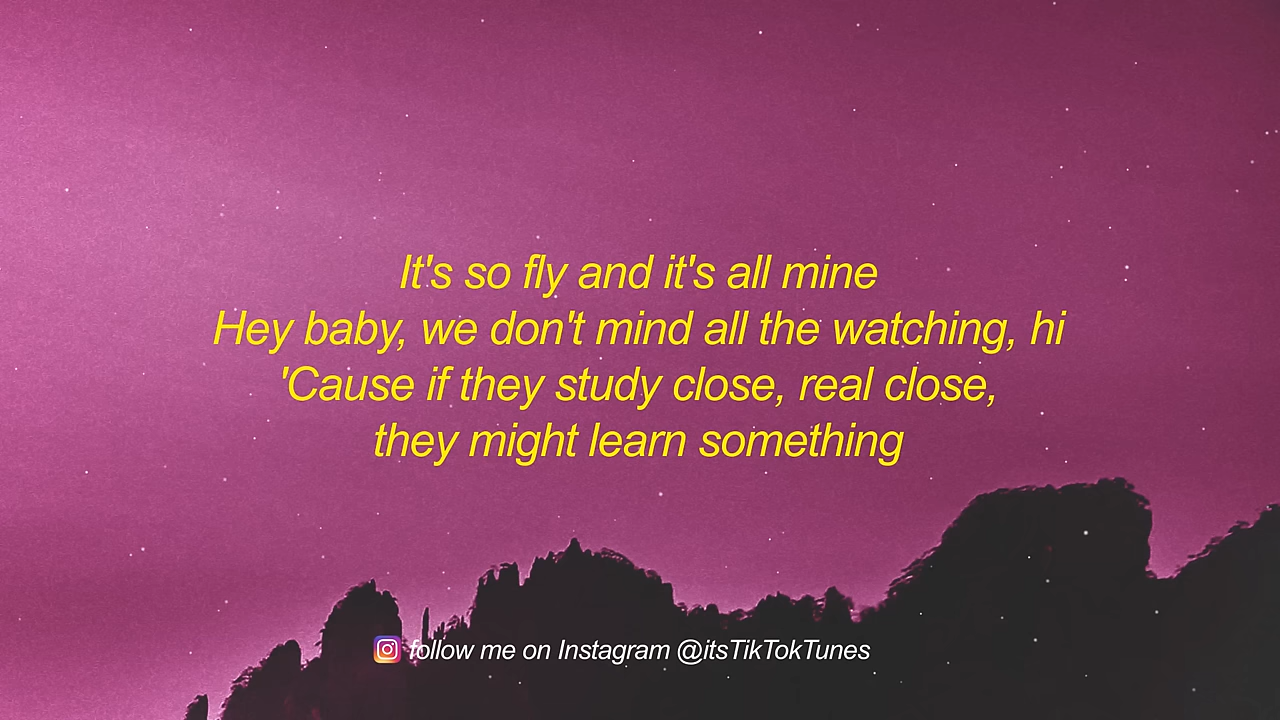 It's so fly and it's all mine
Hey baby, we don't mind all the watching, hi
'Cause if they study close, real close,
they might learn something
follow me on Instagram @itsTikTokTunes